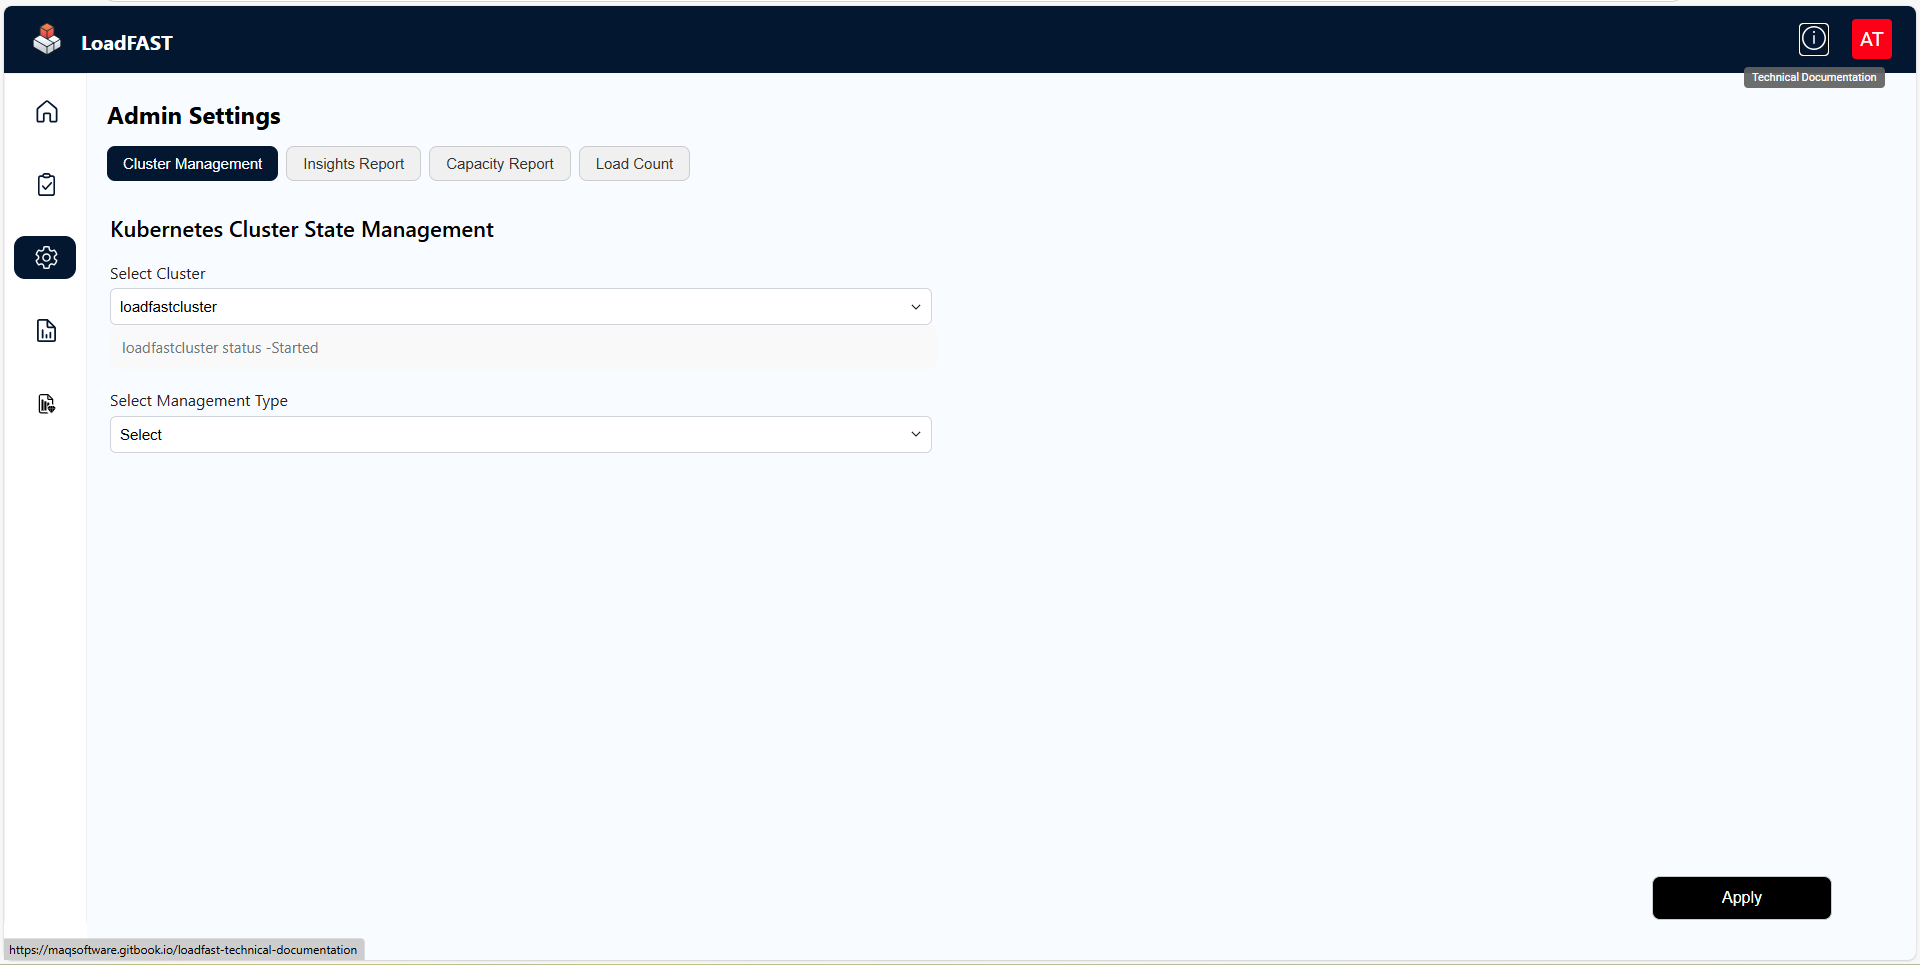 LoadFAST
AT
Technical Documentation
Admin Settings
Cluster Management
Insights Report
Capacity Report
Load Count
Kubernetes Cluster State Management
Select Cluster
loadfastcluster
loadfastcluster status -Started
Select Management Type
Select
Apply
https://maqsoftware.gitbook.io/loadfast-technical-documentation